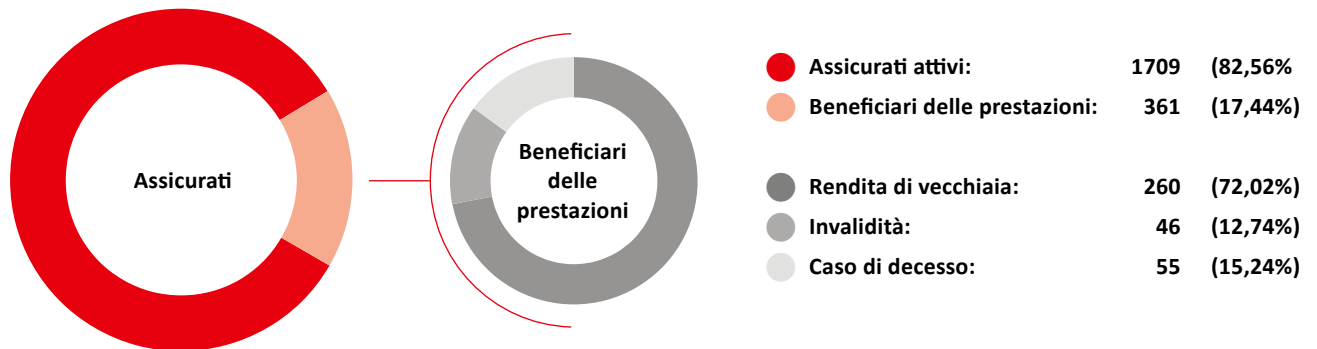 Assicurati
Beneficiari
delle
prestazioni
Assicurati attivi: 1709 (82,56%
Beneficiari delle prestazioni: 361 (17,44%)
Rendita di vecchiaia: 260 (72,02%)
Invalidità: 46 (12,74%)
Caso di decesso: 55 (15,24%)